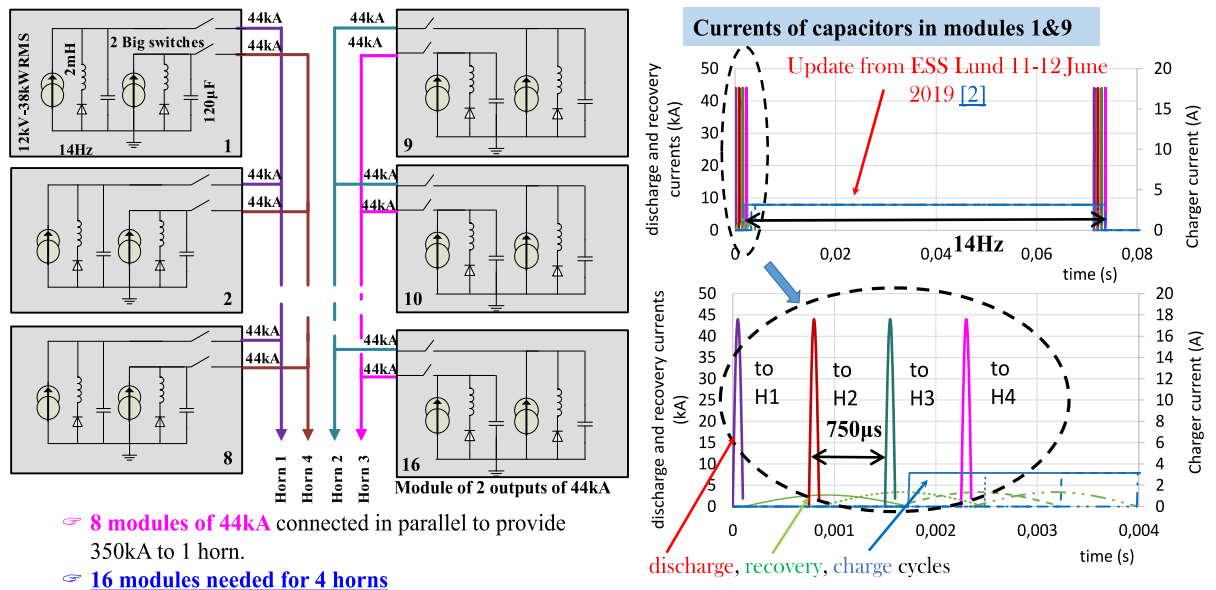 44kA
44kA
12kV-38kW RMS
2mH
2 Big switches
120µF
14Hz
1
44kA
44kA
2
44kA
44kA
8
44kA
44kA
9
44kA
44kA
10
44kA
44kA
16
Horn 1
Horn 4
Horn 2
Horn 3
Module of 2 outputs of 44kA
☞ 8 modules of 44kA connected in parallel to provide
350kA to 1 horn.
☞ 16 modules needed for 4 horns
Currents of capacitors in modules 1&9
Update from ESS Lund 11-12 June
2019 [2]
discharge and recovery
currents (kA)
50
40
30
20
10
0
20
15
10
5
0
Charger current (A)
14Hz
0
0,02
0,04
0,06
0,08
time (s)
discharge and recovery currents
(kA)
50
45
40
35
30
25
20
15
10
5
0
20
18
16
14
12
10
8
6
4
2
0
Charger current (A)
to
H1
to
H2
to
H3
to
H4
750µs
0
0,001
0,002
0,003
0,004
time (s)
discharge, recovery, charge cycles